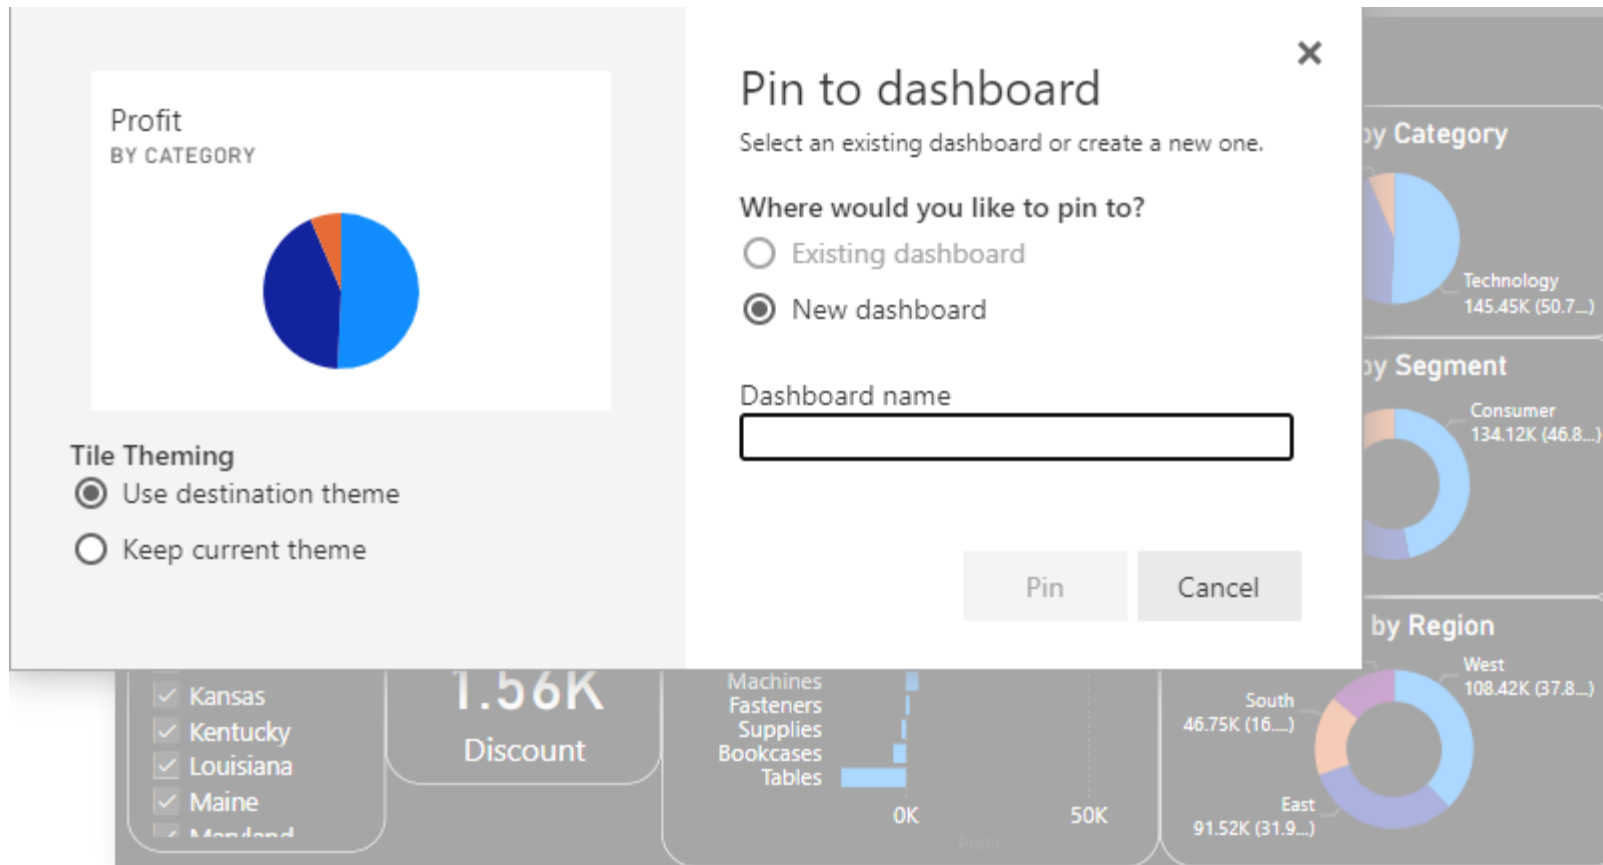 Profit
BY CATEGORY
Tile Theming
Use destination theme
Keep current theme
Pin to dashboard
Select an existing dashboard or create a new one.
Where would you like to pin to?
Existing dashboard
New dashboard
Dashboard name
Pin
Cancel
by Category
Technology
145.45K (50.7...)
by Segment
Consumer
134.12K (46.8...)
by Region
West
108.42K (37.8...)
South
46.75K (16....)
East
91.52K (31.9...)
Kansas
Kentucky
Louisiana
Maine
Maryland
1.56K
Discount
Machines
Fasteners
Supplies
Bookcases
Tables
0K
50K
Profit